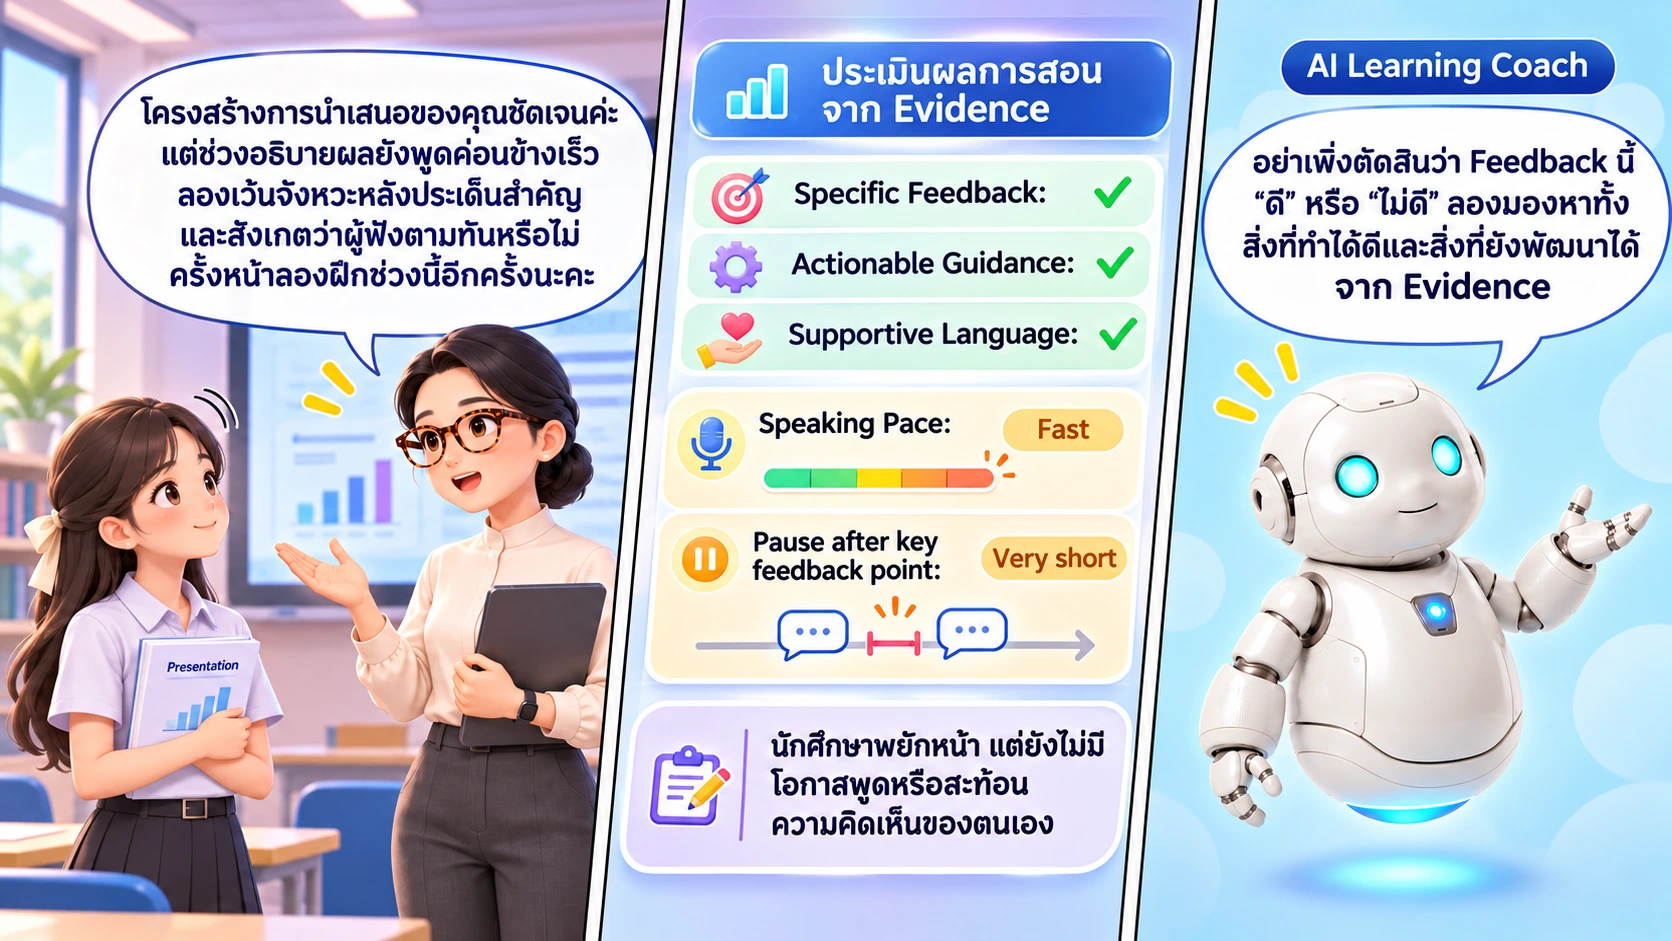 โครงสร้างการนำเสนอของคุณชัดเจนค่ะ
แต่ช่วงอธิบายผลยังพูดค่อนข้างเร็ว
ลองเว้นจังหวะหลังประเด็นสำคัญ
และสังเกตว่าผู้ฟังตามทันหรือไม่
ครั้งหน้าลองฝึกช่วงนี้อีกครั้งนะคะ
Presentation
ประเมินผลการสอน
จาก Evidence
Specific Feedback:
Actionable Guidance:
Supportive Language:
Speaking Pace:
Fast
Pause after key
feedback point:
Very short
นักศึกษาพยักหน้า แต่ยังไม่มี
โอกาสพูดหรือสะท้อน
ความคิดเห็นของตนเอง
AI Learning Coach
อย่าเพิ่งตัดสินว่า Feedback นี้
“ดี” หรือ “ไม่ดี” ลองมองหาทั้ง
สิ่งที่ทำได้ดีและสิ่งที่ยังพัฒนาได้
จาก Evidence